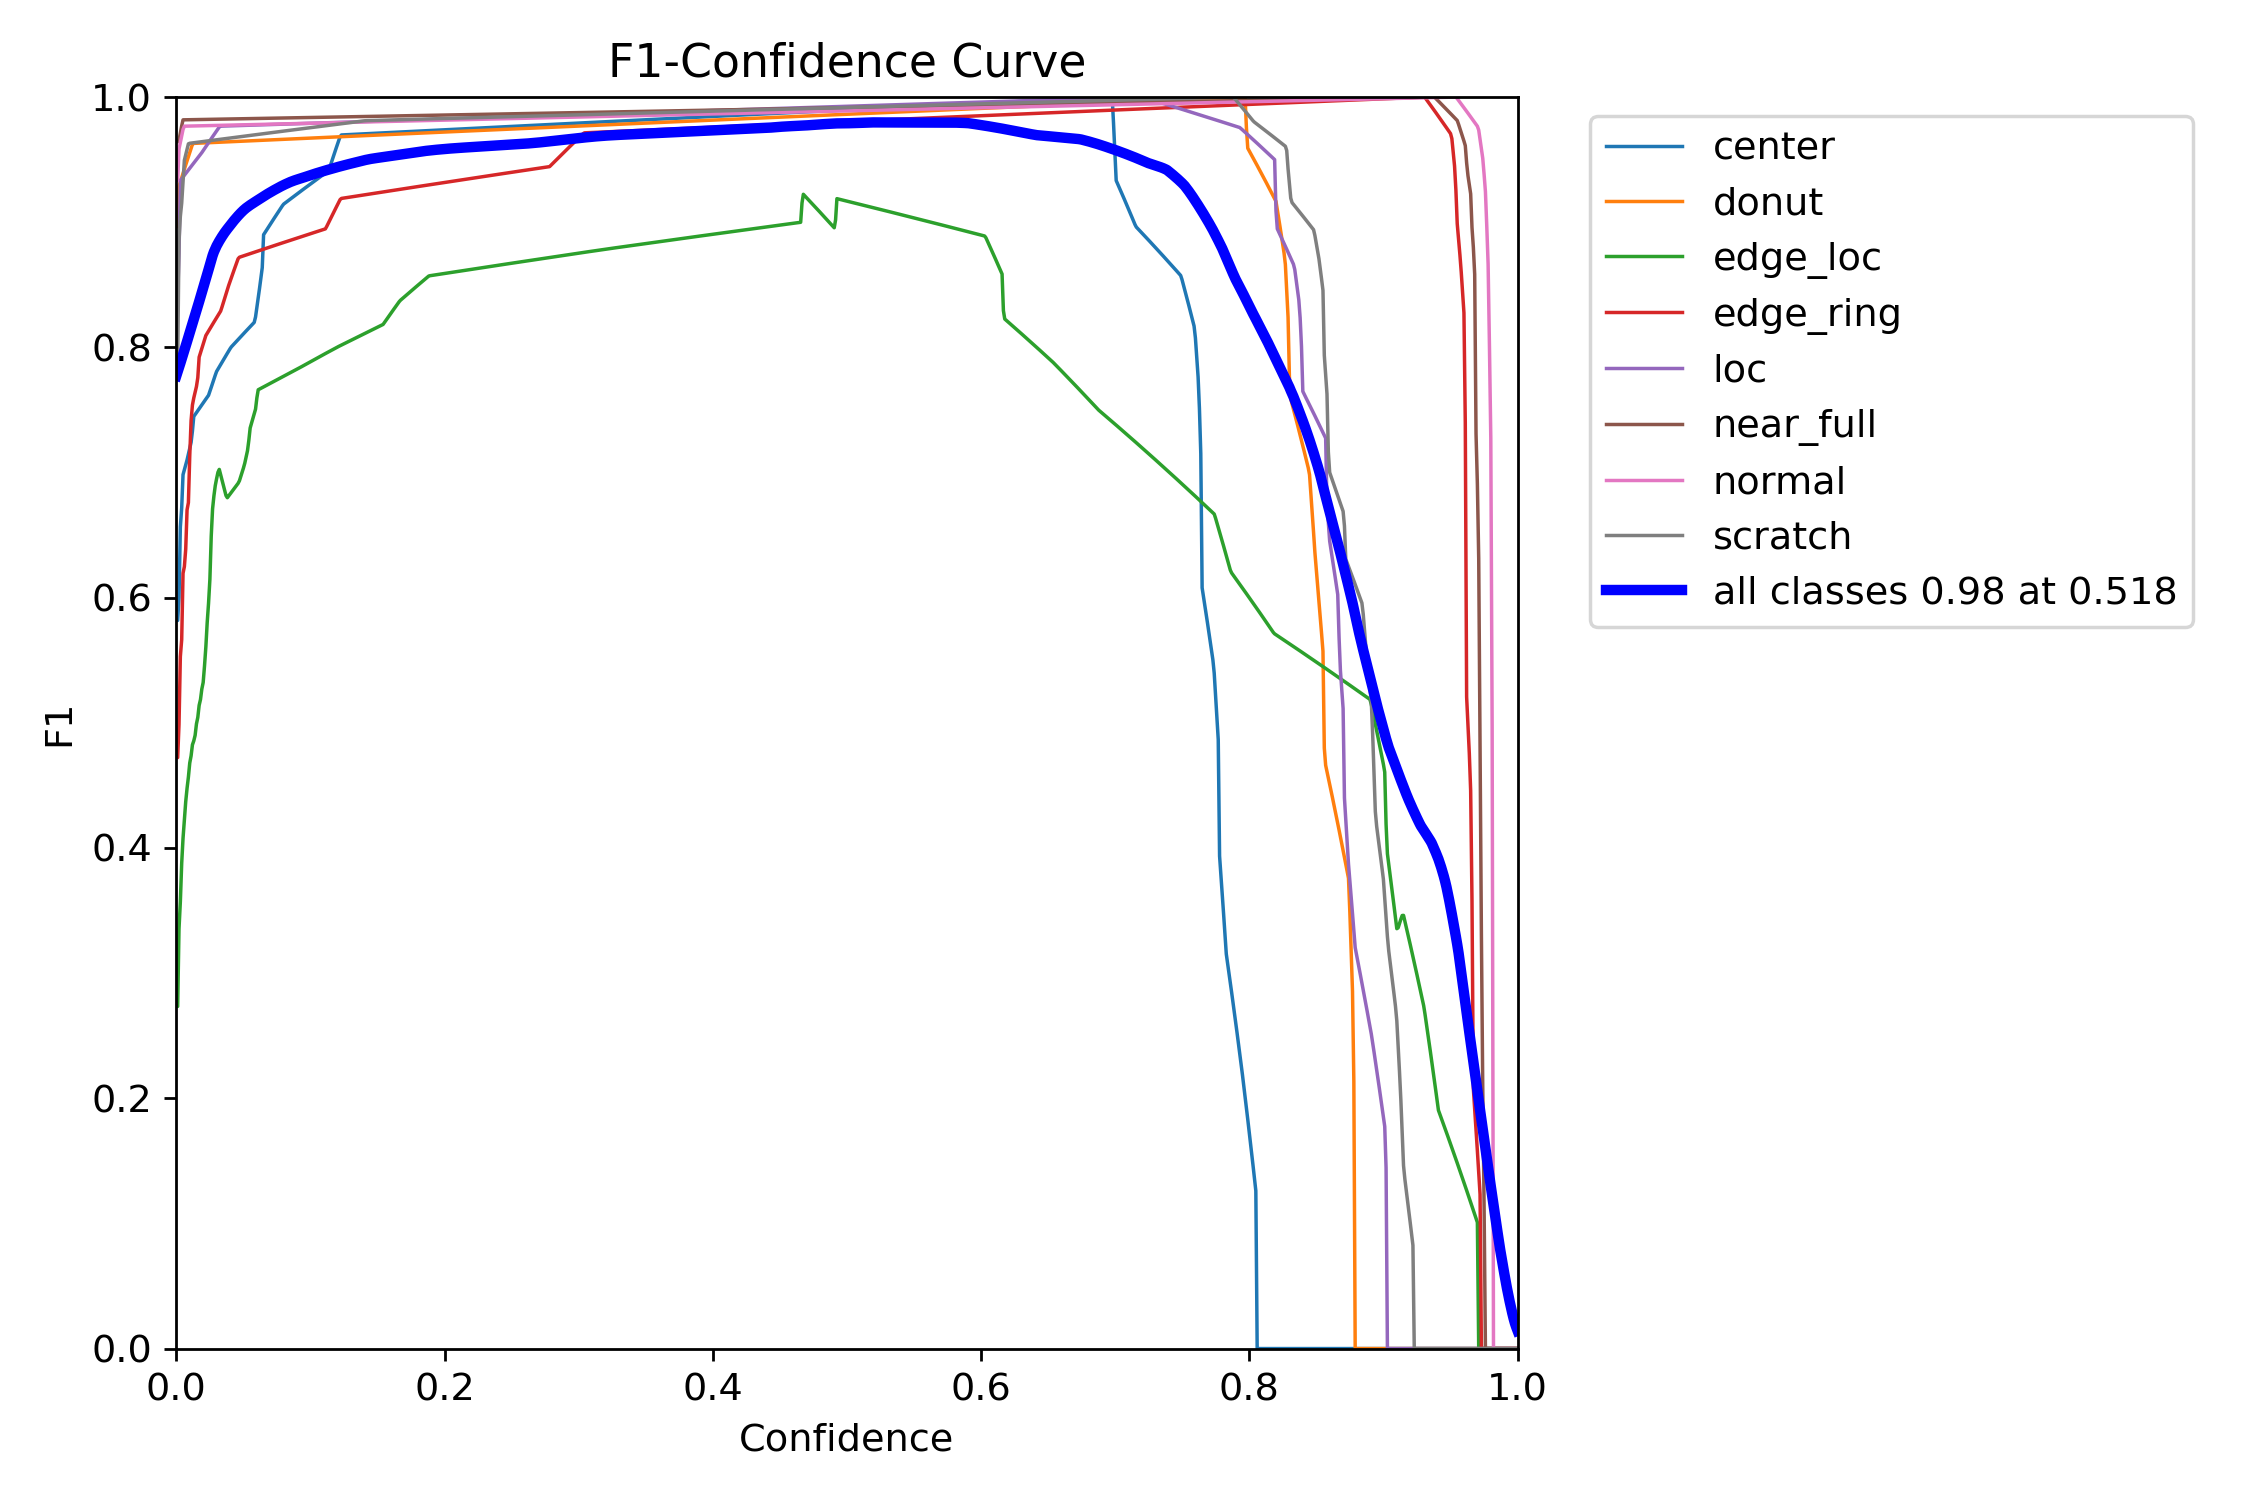 F1-Confidence Curve
1.0
0.8
0.6
0.4
0.2
0.0
F1
0.0 0.2 0.4 0.6 0.8 1.0
Confidence
center
donut
edge_loc
edge_ring
loc
near_full
normal
scratch
all classes 0.98 at 0.518